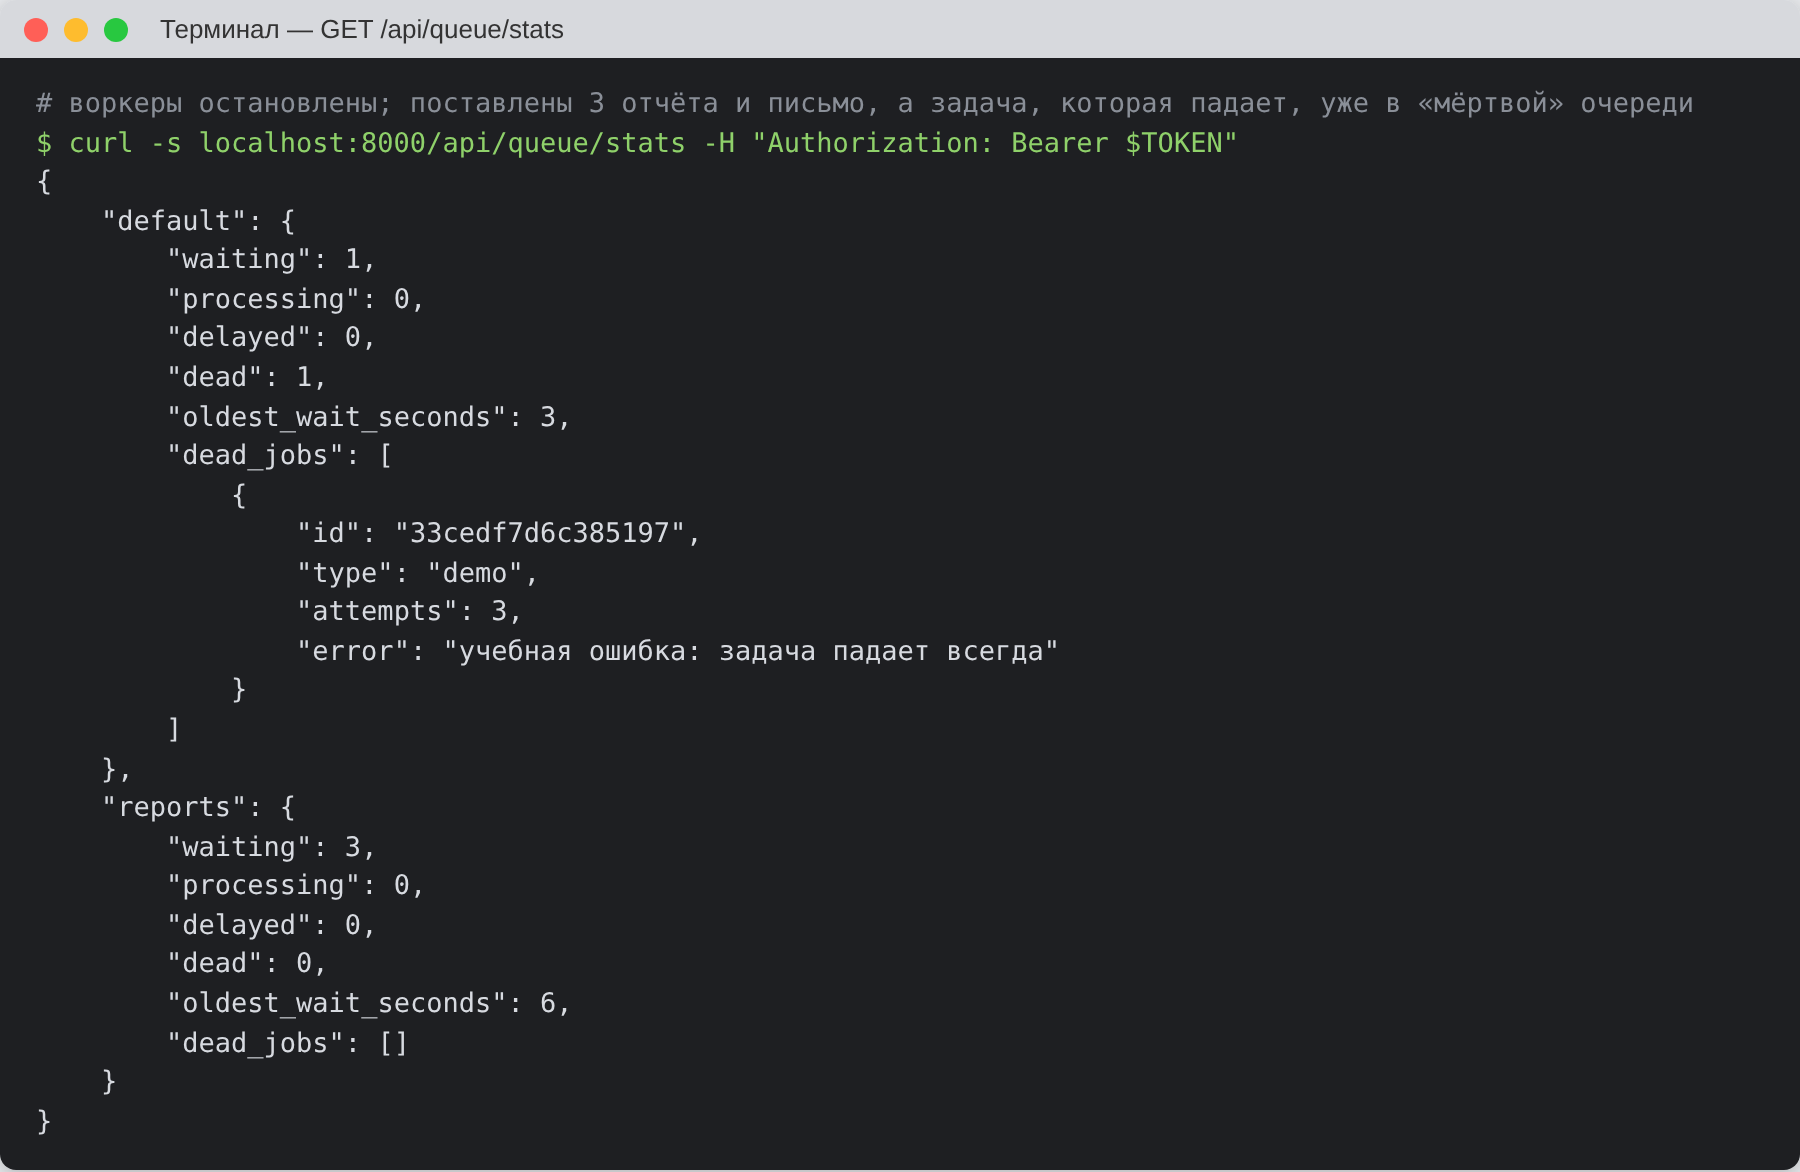 Терминал — GET /api/queue/stats
# воркеры остановлены; поставлены 3 отчёта и письмо, а задача, которая падает, уже в «мёртвой» очереди
$ curl -s localhost:8000/api/queue/stats -H "Authorization: Bearer $TOKEN"
{
    "default": {
        "waiting": 1,
        "processing": 0,
        "delayed": 0,
        "dead": 1,
        "oldest_wait_seconds": 3,
        "dead_jobs": [
            {
                "id": "33cedf7d6c385197",
                "type": "demo",
                "attempts": 3,
                "error": "учебная ошибка: задача падает всегда"
            }
        ]
    },
    "reports": {
        "waiting": 3,
        "processing": 0,
        "delayed": 0,
        "dead": 0,
        "oldest_wait_seconds": 6,
        "dead_jobs": []
    }
}